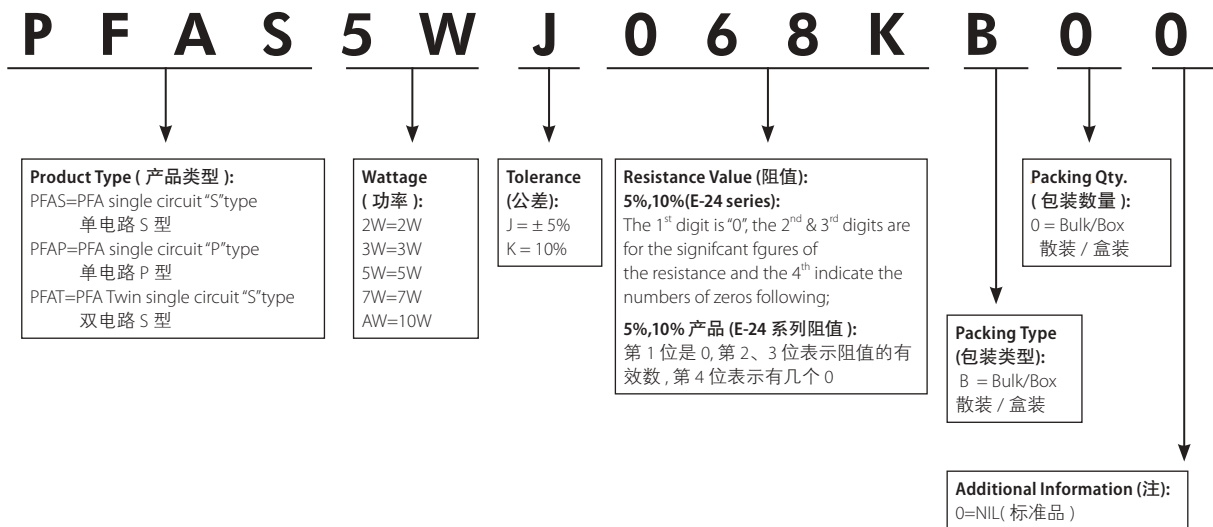 P F A S 5 W J 0 6 8 K B 0 0
Product Type ( 产品类型 ):
PFAS=PFA single circuit “S”type
单电路 S 型
PFAP=PFA single circuit “P”type
单电路 P 型
PFAT=PFA Twin single circuit “S”type
双电路 S 型
Wattage
( 功率 ):
2W=2W
3W=3W
5W=5W
7W=7W
AW=10W
Tolerance
(公差):
J = ± 5%
K = 10%
Resistance Value (阻值):
5%,10%(E-24 series):
The 1st digit is “0”, the 2nd & 3rd digits are
for the signifcant fgures of
the resistance and the 4th indicate the
numbers of zeros following;
5%,10% 产品 (E-24 系列阻值 ):
第 1 位是 0, 第 2、3 位表示阻值的有
效数 , 第 4 位表示有几个 0
Packing Type
(包装类型):
B = Bulk/Box
散装 / 盒装
Packing Qty.
( 包装数量 ):
0 = Bulk/Box
散装 / 盒装
Additional Information (注):
0=NIL( 标准品 )